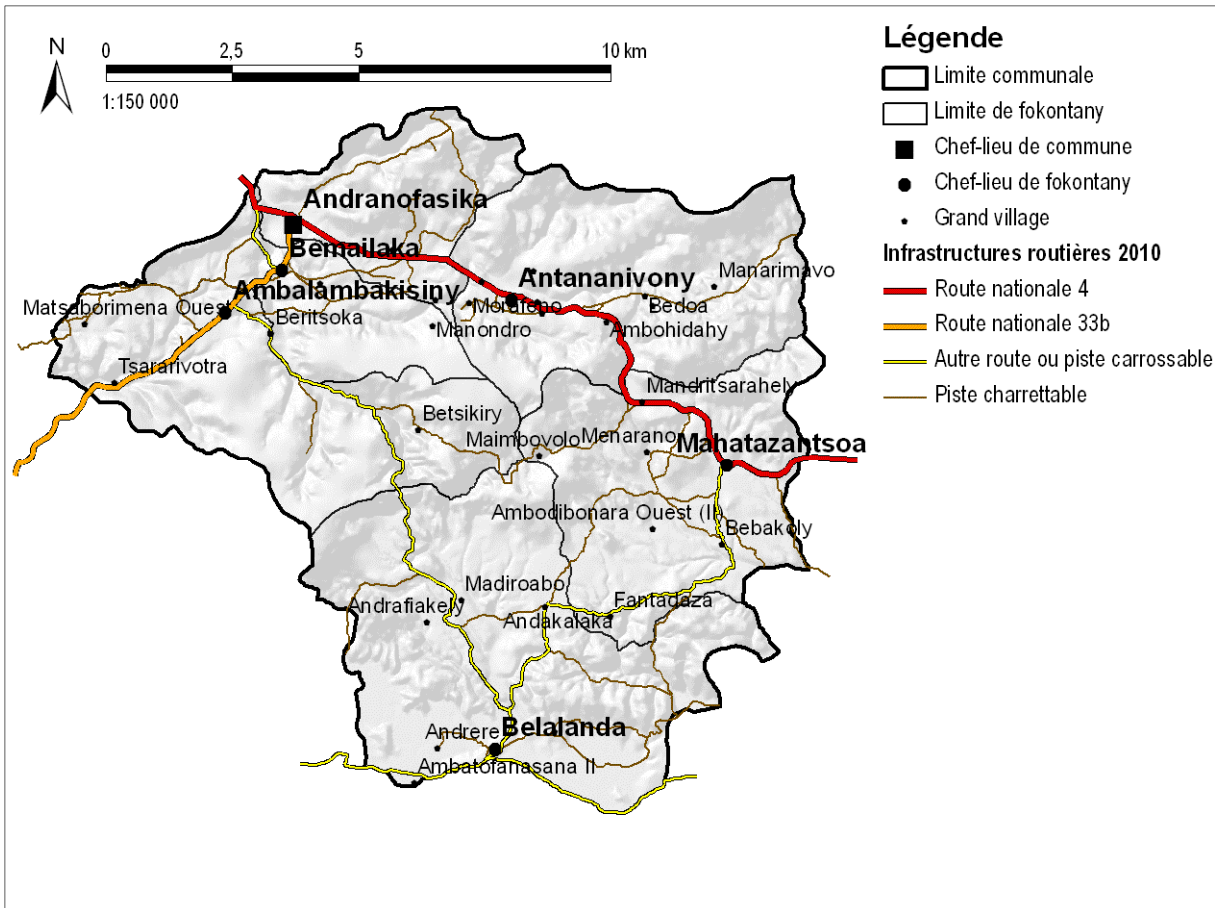 N
0 2,5 5 10 km
1:150 000
Légende
Limite communale
Limite de fokontany
Chef-lieu de commune
Chef-lieu de fokontany
Grand village
Infrastructures routières 2010
Route nationale 4
Route nationale 33b
Autre route ou piste carrossable
Piste charrettable
Andranofasika
Bemailaka
Antananivony
Manarimavo
Ambalambakisiny
Matsaborimena Ouest
Beritsoka
Morafeno
Bedoa
Manondro
Ambohidahy
Tsararivotra
Mandritsarahely
Betsikiry
Maimbovolo
Menarano
Mahatazantsoa
Ambodibonara Ouest (II)
Bebakoly
Madiroabo
Andrafiakely
Fantadaza
Andakalaka
Belalanda
Andrere
Ambatofanasana II